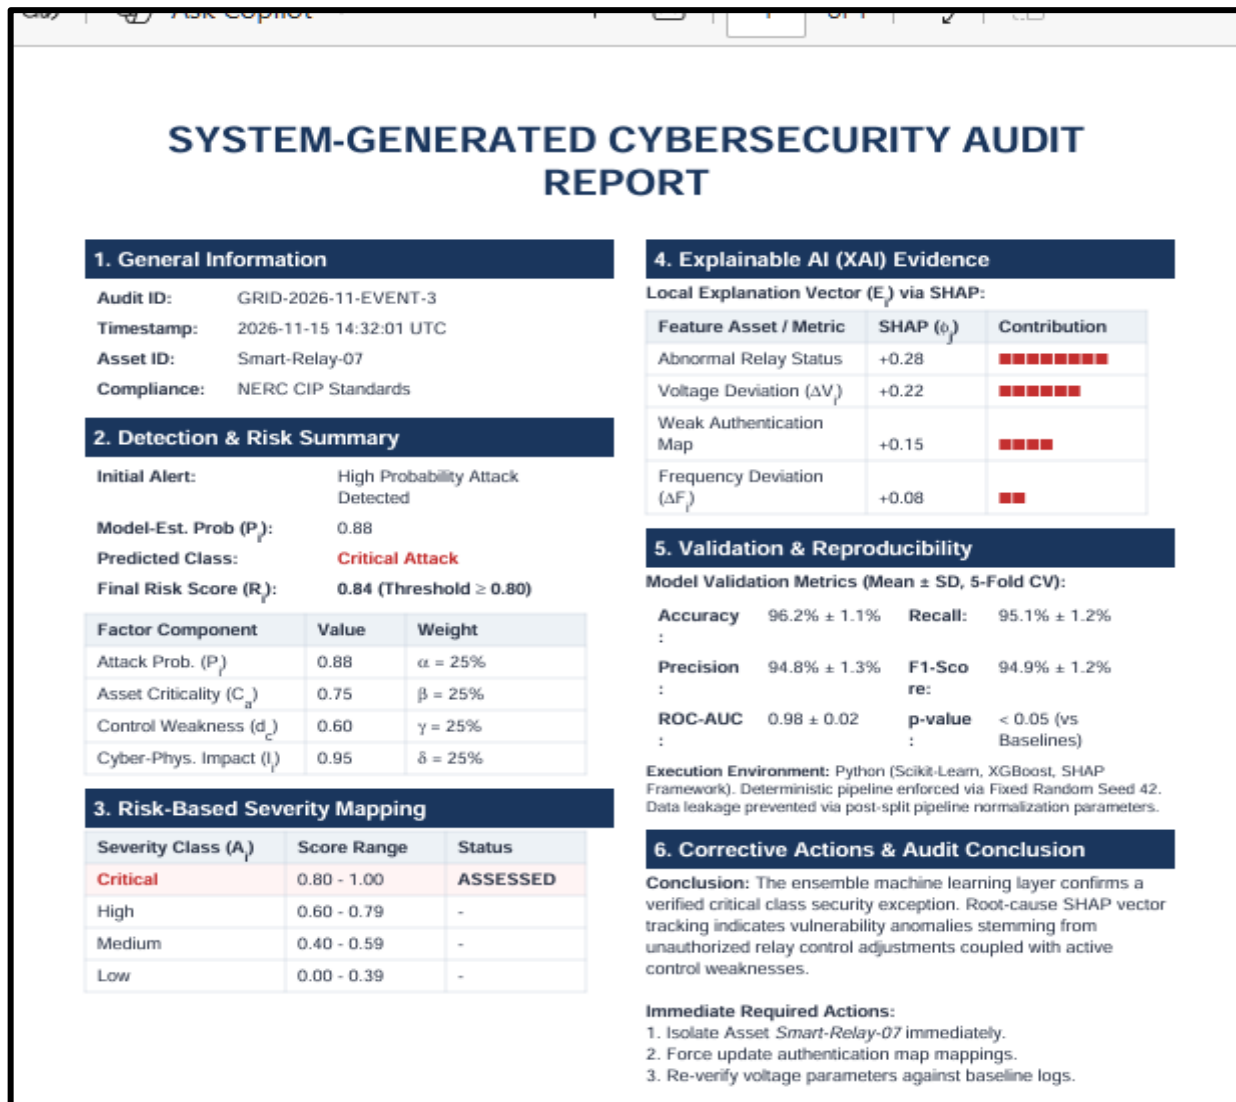 Ask Copilot
SYSTEM-GENERATED CYBERSECURITY AUDIT
REPORT
1. General Information
Audit ID: GRID-2026-11-EVENT-3
Timestamp: 2026-11-15 14:32:01 UTC
Asset ID: Smart-Relay-07
Compliance: NERC CIP Standards
2. Detection & Risk Summary
Initial Alert: High Probability Attack
Detected
Model-Est. Prob (P_i): 0.88
Predicted Class: Critical Attack
Final Risk Score (R_i): 0.84 (Threshold ≥ 0.80)
Factor Component Value Weight
Attack Prob. (P_i) 0.88 α = 25%
Asset Criticality (C_a) 0.75 β = 25%
Control Weakness (d_c) 0.60 γ = 25%
Cyber-Phys. Impact (I_i) 0.95 δ = 25%
3. Risk-Based Severity Mapping
Severity Class (A_i) Score Range Status
Critical 0.80 - 1.00 ASSESSED
High 0.60 - 0.79 -
Medium 0.40 - 0.59 -
Low 0.00 - 0.39 -
4. Explainable AI (XAI) Evidence
Local Explanation Vector (E_i) via SHAP:
Feature Asset / Metric SHAP (φ_j) Contribution
Abnormal Relay Status +0.28
Voltage Deviation (ΔV_i) +0.22
Weak Authentication
Map +0.15
Frequency Deviation
(ΔF_i) +0.08
5. Validation & Reproducibility
Model Validation Metrics (Mean ± SD, 5-Fold CV):
Accuracy 96.2% ± 1.1% Recall: 95.1% ± 1.2%
:
Precision 94.8% ± 1.3% F1-Sco 94.9% ± 1.2%
: re:
ROC-AUC 0.98 ± 0.02 p-value < 0.05 (vs
: : Baselines)
Execution Environment: Python (Scikit-Learn, XGBoost, SHAP
Framework). Deterministic pipeline enforced via Fixed Random Seed 42.
Data leakage prevented via post-split pipeline normalization parameters.
6. Corrective Actions & Audit Conclusion
Conclusion: The ensemble machine learning layer confirms a
verified critical class security exception. Root-cause SHAP vector
tracking indicates vulnerability anomalies stemming from
unauthorized relay control adjustments coupled with active
control weaknesses.
Immediate Required Actions:
1. Isolate Asset Smart-Relay-07 immediately.
2. Force update authentication map mappings.
3. Re-verify voltage parameters against baseline logs.